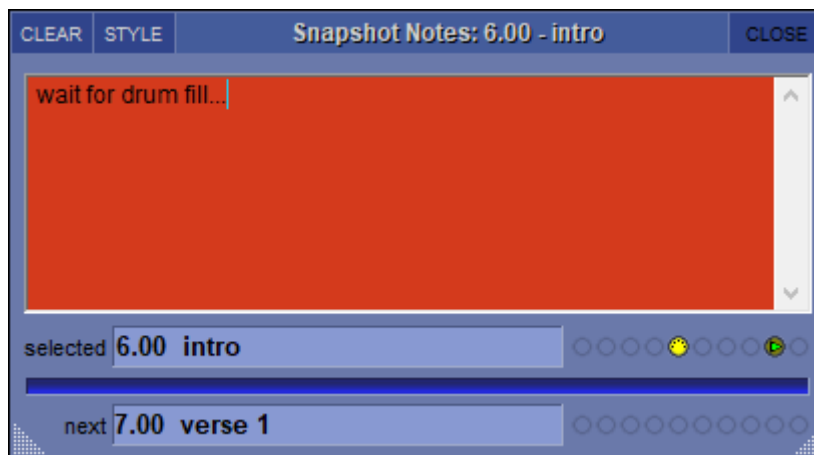 CLEAR STYLE Snapshot Notes: 6.00 - intro CLOSE
wait for drum fill...
selected 6.00 intro
next 7.00 verse 1